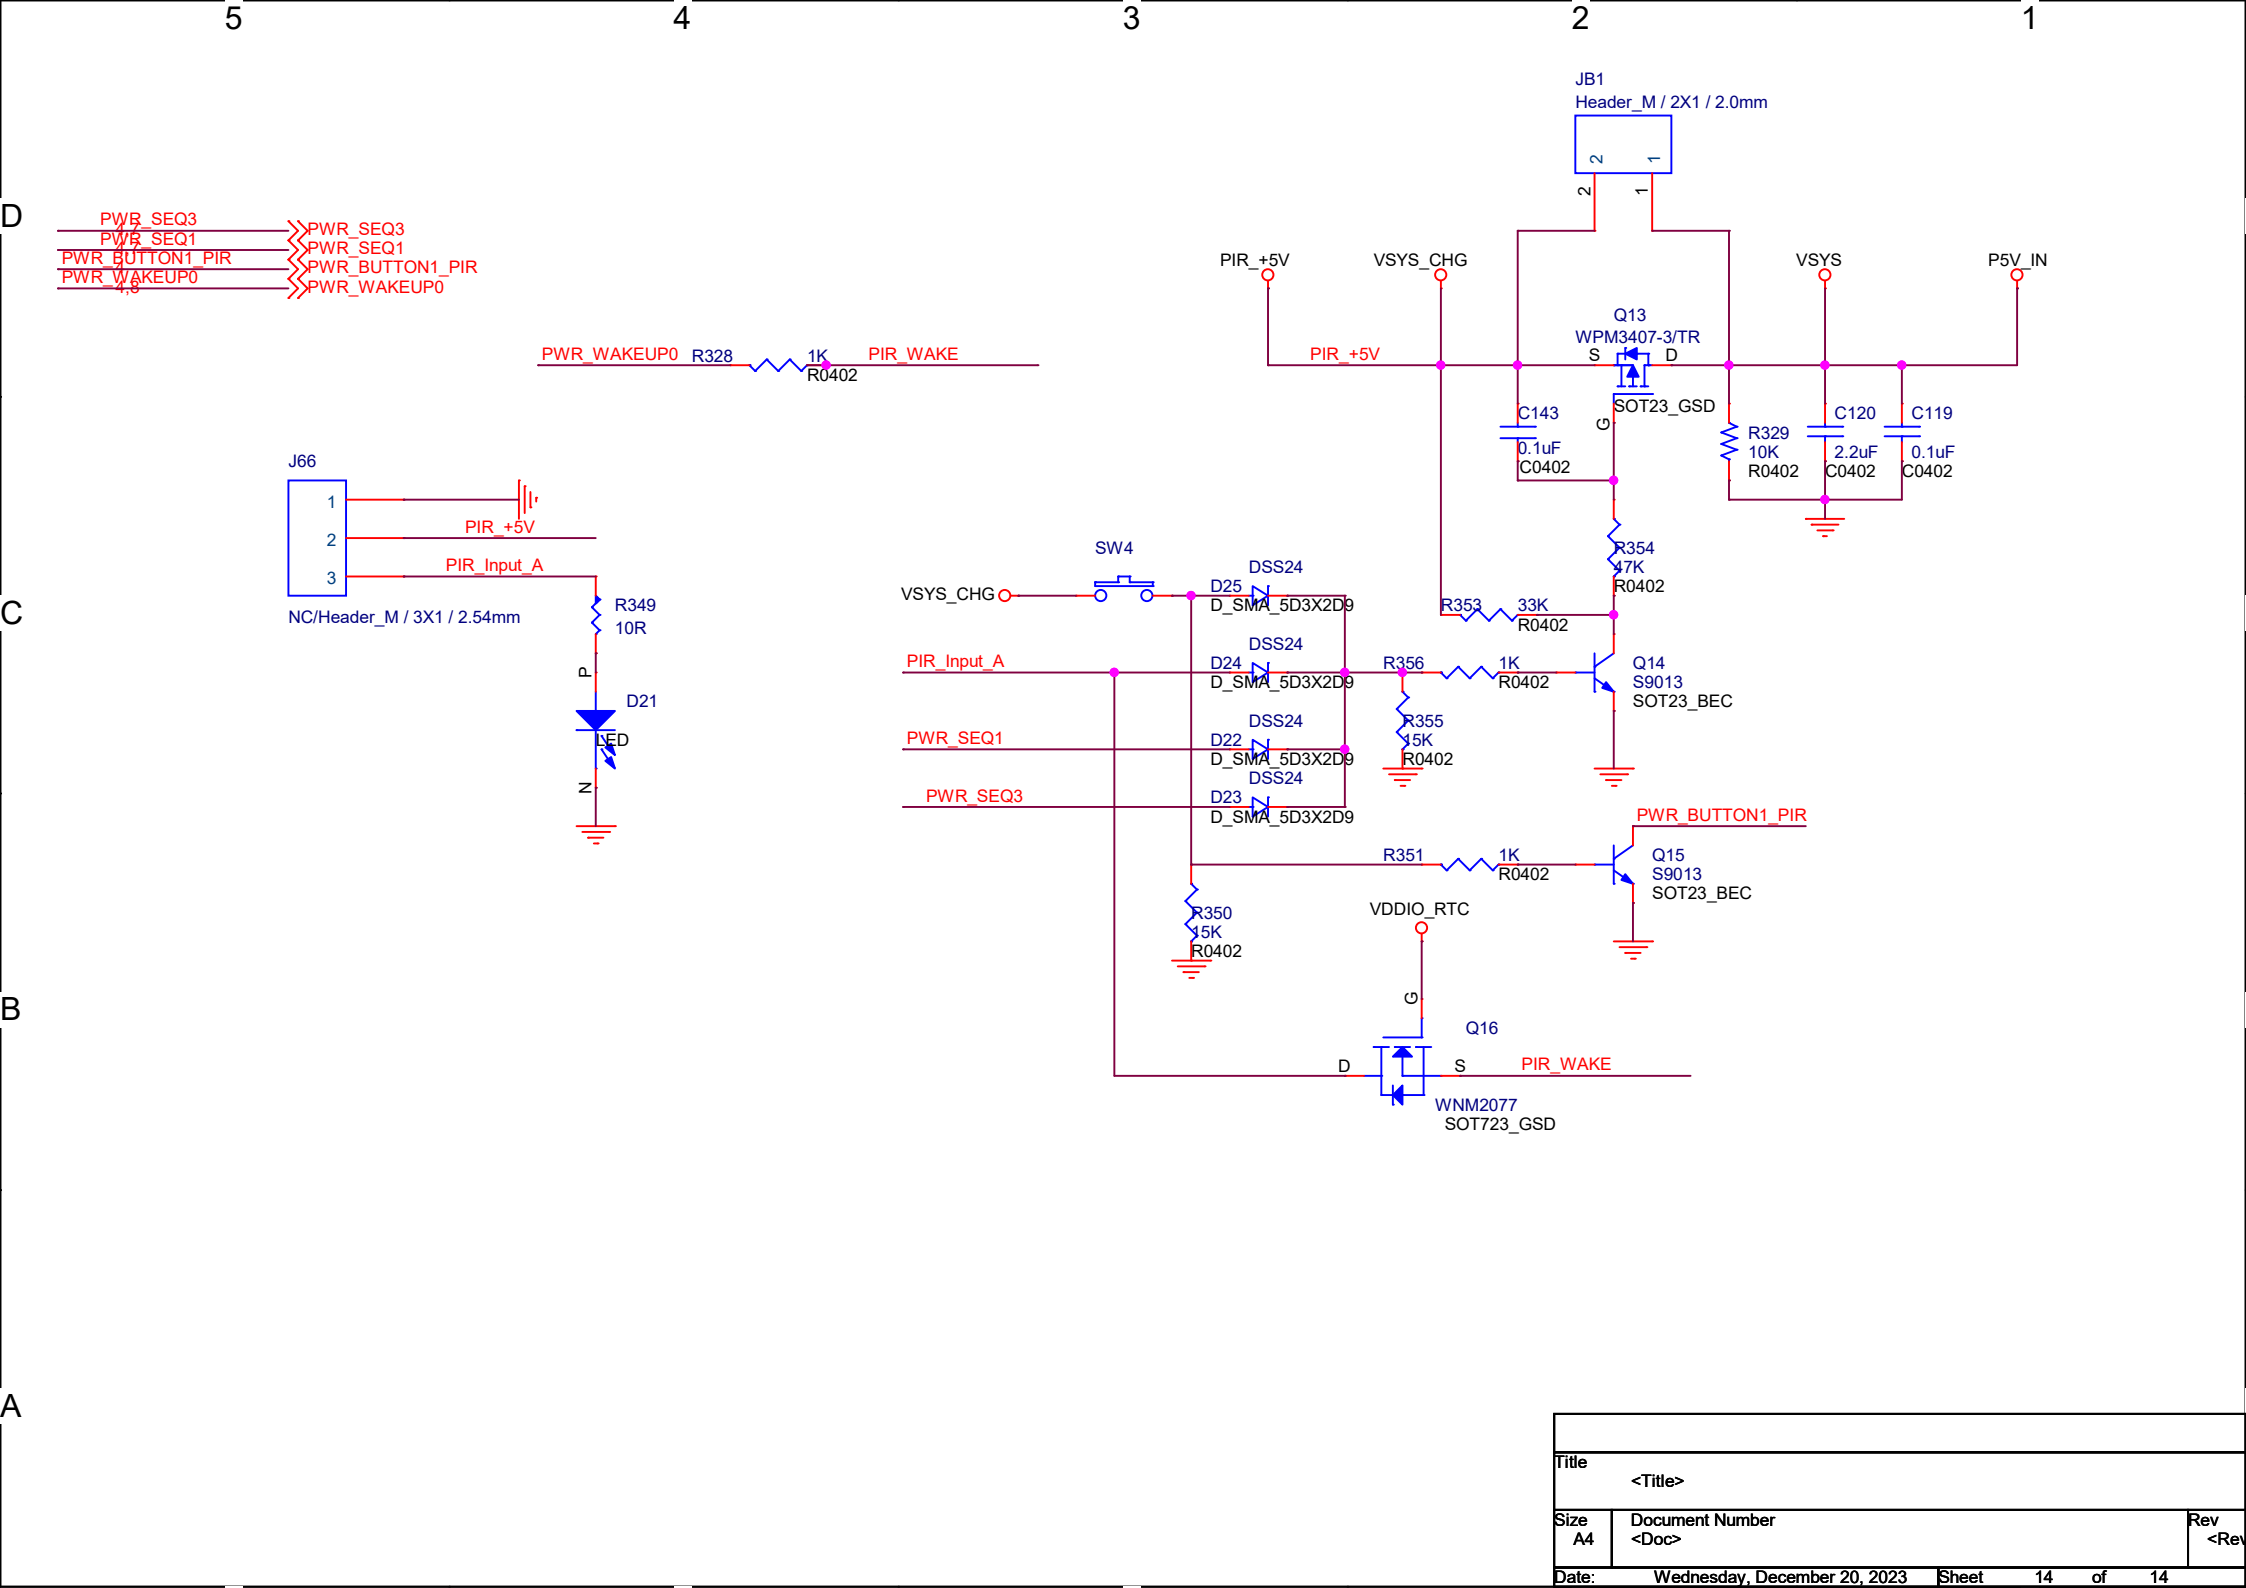 5 4 3 2 1
D
C
B
A
JB1
Header_M / 2X1 / 2.0mm
2 1
2 1
PWR_SEQ3 PWR_SEQ3
PWR_SEQ1 PWR_SEQ1
PWR_BUTTON1_PIR PWR_BUTTON1_PIR
PWR_WAKEUP0 PWR_WAKEUP0
4,8
PIR_+5V VSYS_CHG VSYS P5V_IN
Q13
WPM3407-3/TR
PWR_WAKEUP0 R328 1K PIR_WAKE
R0402
PIR_+5V S D
SOT23_GSD
G
C143
0.1uF
C0402
R329
10K
R0402
C120
2.2uF
C0402
C119
0.1uF
C0402
J66
1
2 PIR_+5V
3 PIR_Input_A
NC/Header_M / 3X1 / 2.54mm
R349
10R
P
D21
LED
N
R354
47K
R0402
R353 33K
R0402
SW4
VSYS_CHG
DSS24
D25
D_SMA_5D3X2D9
DSS24
PIR_Input_A D24
D_SMA_5D3X2D9
DSS24
PWR_SEQ1 D22
D_SMA_5D3X2D9
DSS24
PWR_SEQ3 D23
D_SMA_5D3X2D9
R356 1K
R0402
R355
15K
R0402
Q14
S9013
SOT23_BEC
PWR_BUTTON1_PIR
R351 1K
R0402
Q15
S9013
SOT23_BEC
R350
15K
R0402
VDDIO_RTC
G
Q16
D S PIR_WAKE
WNM2077
SOT723_GSD
Title
<Title>
Size Document Number Rev
A4 <Doc> <Rev
Date: Wednesday, December 20, 2023 Sheet 14 of 14